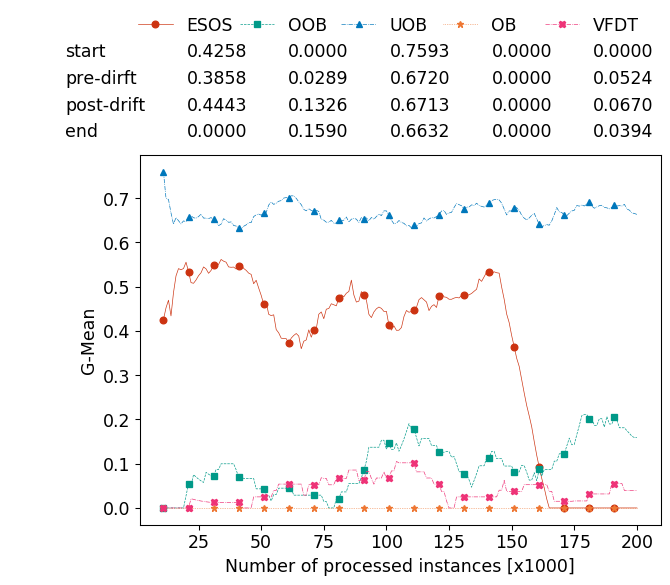 ESOS OOB UOB OB VFDT
start 0.4258 0.0000 0.7593 0.0000 0.0000
pre-dirft 0.3858 0.0289 0.6720 0.0000 0.0524
post-drift 0.4443 0.1326 0.6713 0.0000 0.0670
end 0.0000 0.1590 0.6632 0.0000 0.0394
0.7
0.6
0.5
0.4
0.3
0.2
0.1
0.0
G-Mean
25 50 75 100 125 150 175 200
Number of processed instances [x1000]